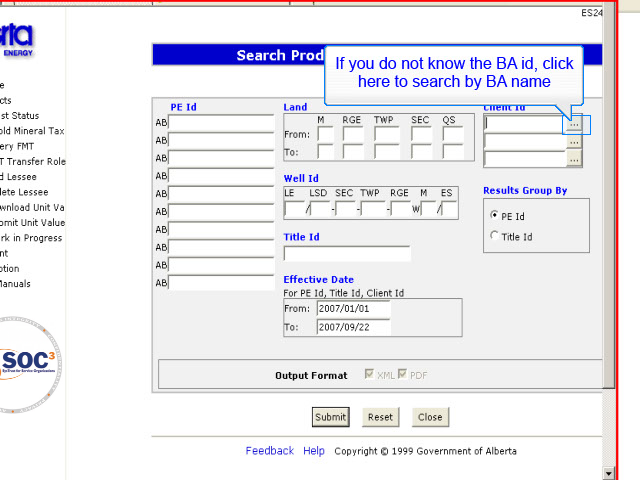 ES24
rta
ENERGY
Search Prod
If you do not know the BA id, click
here to search by BA name
e
cts
st Status
old Mineral Tax
ery FMT
T Transfer Role
d Lessee
lete Lessee
wnload Unit Va
bmit Unit Value
rk in Progress
nt
ption
Manuals
SOC3
SysTrust for Service Organizations
PE Id
AB
AB
AB
AB
AB
AB
AB
AB
AB
AB
Land
M RGE TWP SEC QS
From:
To:
Well Id
LE LSD SEC TWP RGE M ES
/ - - - W /
Title Id
Effective Date
For PE Id, Title Id, Client Id
From: 2007/01/01
To: 2007/09/22
Client Id
...
...
...
Results Group By
PE Id
Title Id
Output Format XML PDF
Submit Reset Close
Feedback Help Copyright © 1999 Government of Alberta